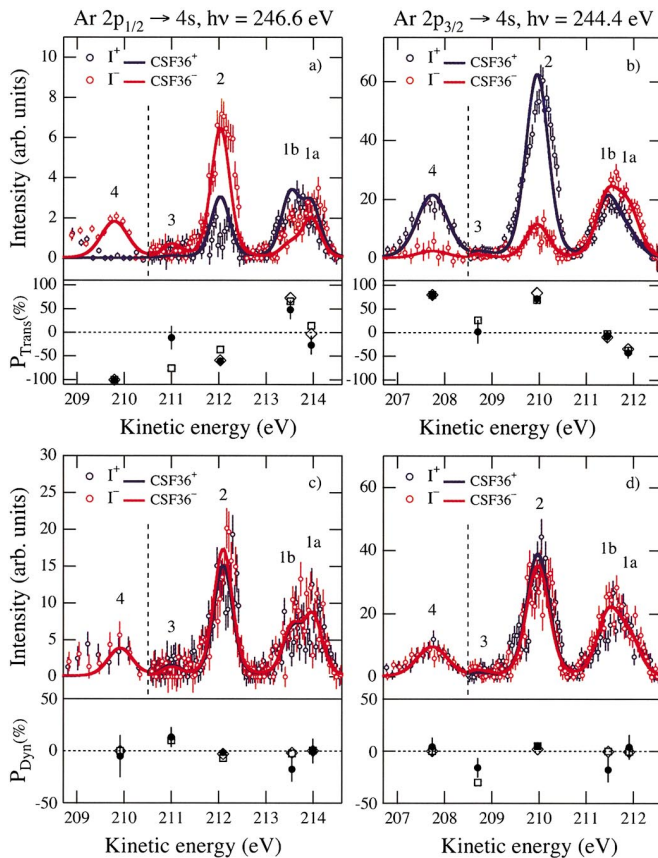 Ar 2p1/2 → 4s, hν = 246.6 eV
Ar 2p3/2 → 4s, hν = 244.4 eV
Intensity (arb. units)
10
8
6
4
2
0
I+ CSF36+
I- CSF36-
a)
4
3
2
1b
1a
60
40
20
0
I+ CSF36+
I- CSF36-
b)
4
3
2
1b
1a
PTrans(%)
100
50
0
-50
-100
100
50
0
-50
-100
209 210 211 212 213 214
207 208 209 210 211 212
Kinetic energy (eV)
Kinetic energy (eV)
Intensity (arb. units)
30
25
20
15
10
5
0
I+ CSF36+
I- CSF36-
c)
4
3
2
1b
1a
60
40
20
0
I+ CSF36+
I- CSF36-
d)
4
3
2
1b
1a
PDyn(%)
50
0
-50
50
0
-50
209 210 211 212 213 214
207 208 209 210 211 212
Kinetic energy (eV)
Kinetic energy (eV)